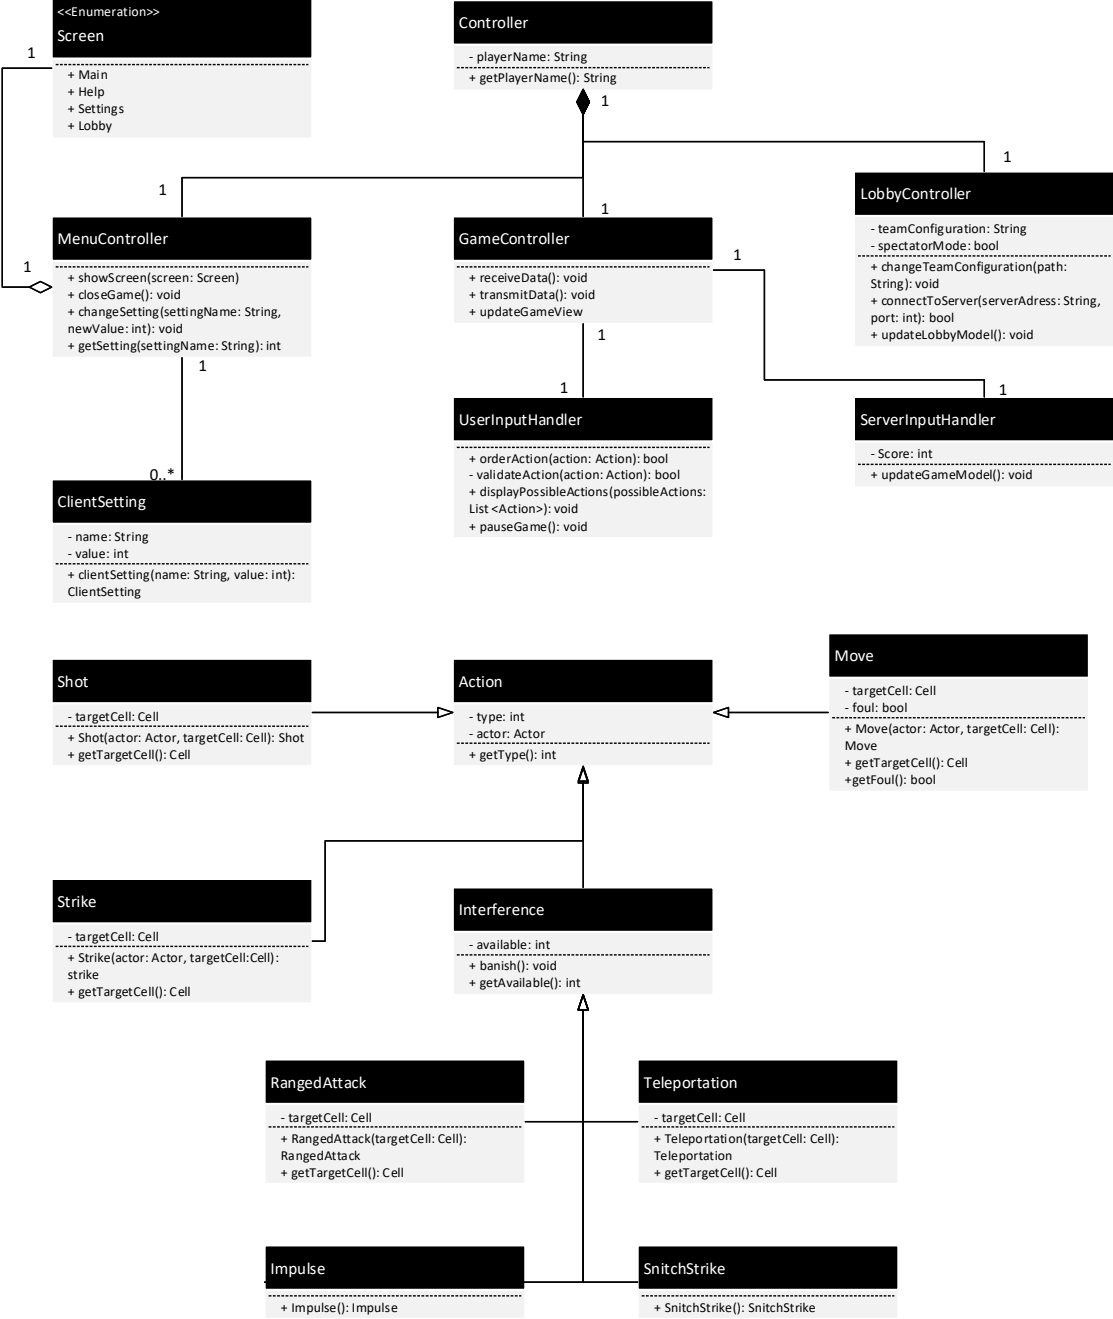 <<Enumeration>>
Screen
+ Main
+ Help
+ Settings
+ Lobby
1
1
Controller
- playerName: String
+ getPlayerName(): String
1
1
1
1
MenuController
+ showScreen(screen: Screen)
+ closeGame(): void
+ changeSetting(settingName: String,
newValue: int): void
+ getSetting(settingName: String): int
1
0..*
GameController
+ receiveData(): void
+ transmitData(): void
+ updateGameView
1
1
1
1
LobbyController
- teamConfiguration: String
- spectatorMode: bool
+ changeTeamConfiguration(path:
String): void
+ connectToServer(serverAdress: String,
port: int): bool
+ updateLobbyModel(): void
ClientSetting
- name: String
- value: int
+ clientSetting(name: String, value: int):
ClientSetting
UserInputHandler
+ orderAction(action: Action): bool
- validateAction(action: Action): bool
+ displayPossibleActions(possibleActions:
List <Action>): void
+ pauseGame(): void
ServerInputHandler
- Score: int
+ updateGameModel(): void
Shot
- targetCell: Cell
+ Shot(actor: Actor, targetCell: Cell): Shot
+ getTargetCell(): Cell
Action
- type: int
- actor: Actor
+ getType(): int
Move
- targetCell: Cell
- foul: bool
+ Move(actor: Actor, targetCell: Cell):
Move
+ getTargetCell(): Cell
+getFoul(): bool
Strike
- targetCell: Cell
+ Strike(actor: Actor, targetCell:Cell):
strike
+ getTargetCell(): Cell
Interference
- available: int
+ banish(): void
+ getAvailable(): int
RangedAttack
- targetCell: Cell
+ RangedAttack(targetCell: Cell):
RangedAttack
+ getTargetCell(): Cell
Teleportation
- targetCell: Cell
+ Teleportation(targetCell: Cell):
Teleportation
+ getTargetCell(): Cell
Impulse
+ Impulse(): Impulse
SnitchStrike
+ SnitchStrike(): SnitchStrike